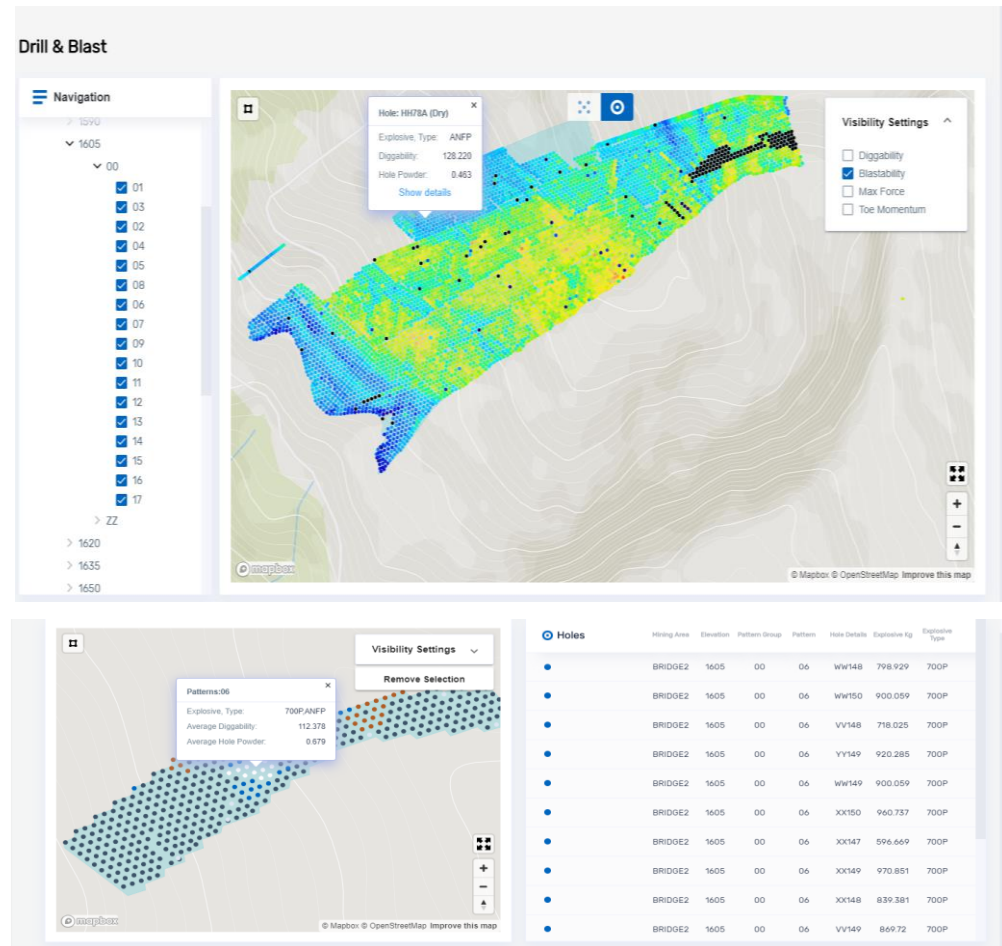 Drill & Blast
Navigation
1590
1605
00
01
03
02
04
05
08
06
07
09
10
11
12
13
14
15
16
17
ZZ
1620
1635
1650
Hole: HH78A (Dry)
×
Explosive, Type: ANFP
Diggability: 128.220
Hole Powder: 0.463
Show details
Visibility Settings
Diggability
Blastability
Max Force
Toe Momentum
mapbox
© Mapbox © OpenStreetMap Improve this map
Visibility Settings
Remove Selection
Patterns:06
×
Explosive, Type: 700P,ANFP
Average Diggability: 112.378
Average Hole Powder: 0.679
mapbox
© Mapbox © OpenStreetMap Improve this map
Holes Mining Area Elevation Pattern Group Pattern Hole Details Explosive Kg Explosive Type
BRIDGE2 1605 00 06 WW148 798.929 700P
BRIDGE2 1605 00 06 WW150 900.059 700P
BRIDGE2 1605 00 06 VV148 718.025 700P
BRIDGE2 1605 00 06 YY149 920.285 700P
BRIDGE2 1605 00 06 WW149 900.059 700P
BRIDGE2 1605 00 06 XX150 960.737 700P
BRIDGE2 1605 00 06 XX147 596.669 700P
BRIDGE2 1605 00 06 XX149 970.851 700P
BRIDGE2 1605 00 06 XX148 839.381 700P
BRIDGE2 1605 00 06 VV149 869.72 700P